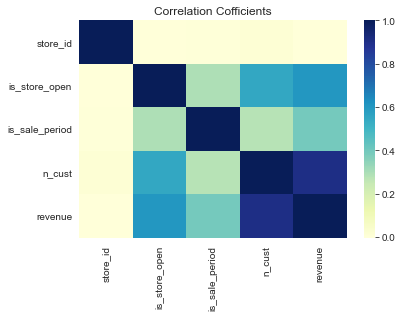 Correlation Cofficients
store_id
is_store_open
is_sale_period
n_cust
revenue
store_id
is_store_open
is_sale_period
n_cust
revenue
1.0
0.8
0.6
0.4
0.2
0.0